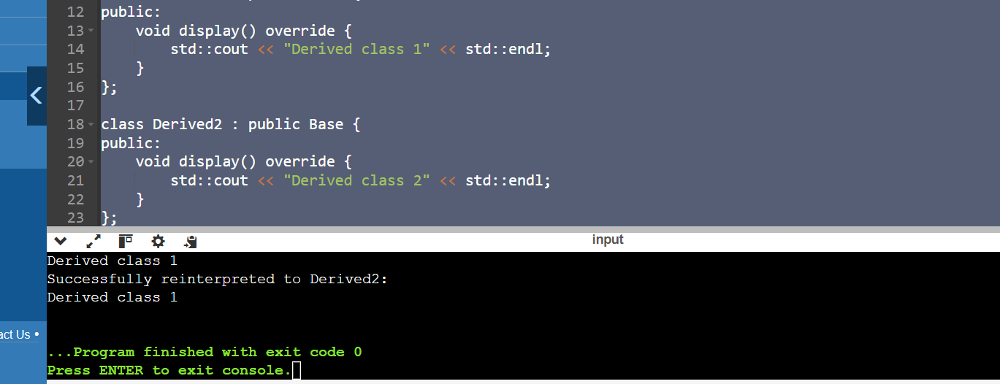 12 public:
13 void display() override {
14 std::cout << "Derived class 1" << std::endl;
15 }
16 };
17
18 class Derived2 : public Base {
19 public:
20 void display() override {
21 std::cout << "Derived class 2" << std::endl;
22 }
23 };
input
Derived class 1
Successfully reinterpreted to Derived2:
Derived class 1
act Us •
...Program finished with exit code 0
Press ENTER to exit console.